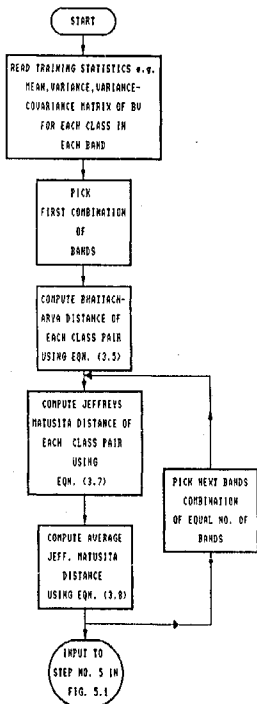 START
READ TRAINING STATISTICS e.g.
MEAN,VARIANCE,VARIANCE-
COVARIANCE MATRIX OF BV
FOR EACH CLASS IN
EACH BAND
PICK
FIRST COMBINATION
OF
BANDS
COMPUTE BHATTACH-
ARYA DISTANCE OF
EACH CLASS PAIR
USING EQN. (3.5)
COMPUTE JEFFREYS
MATUSITA DISTANCE OF
EACH CLASS PAIR
USING
EQN. (3.7)
PICK NEXT BANDS
COMBINATION
OF EQUAL NO. OF
BANDS
COMPUTE AVERAGE
JEFF. MATUSITA
DISTANCE
USING EQN. (3.8)
INPUT TO
STEP NO. 5 IN
FIG. 5.1